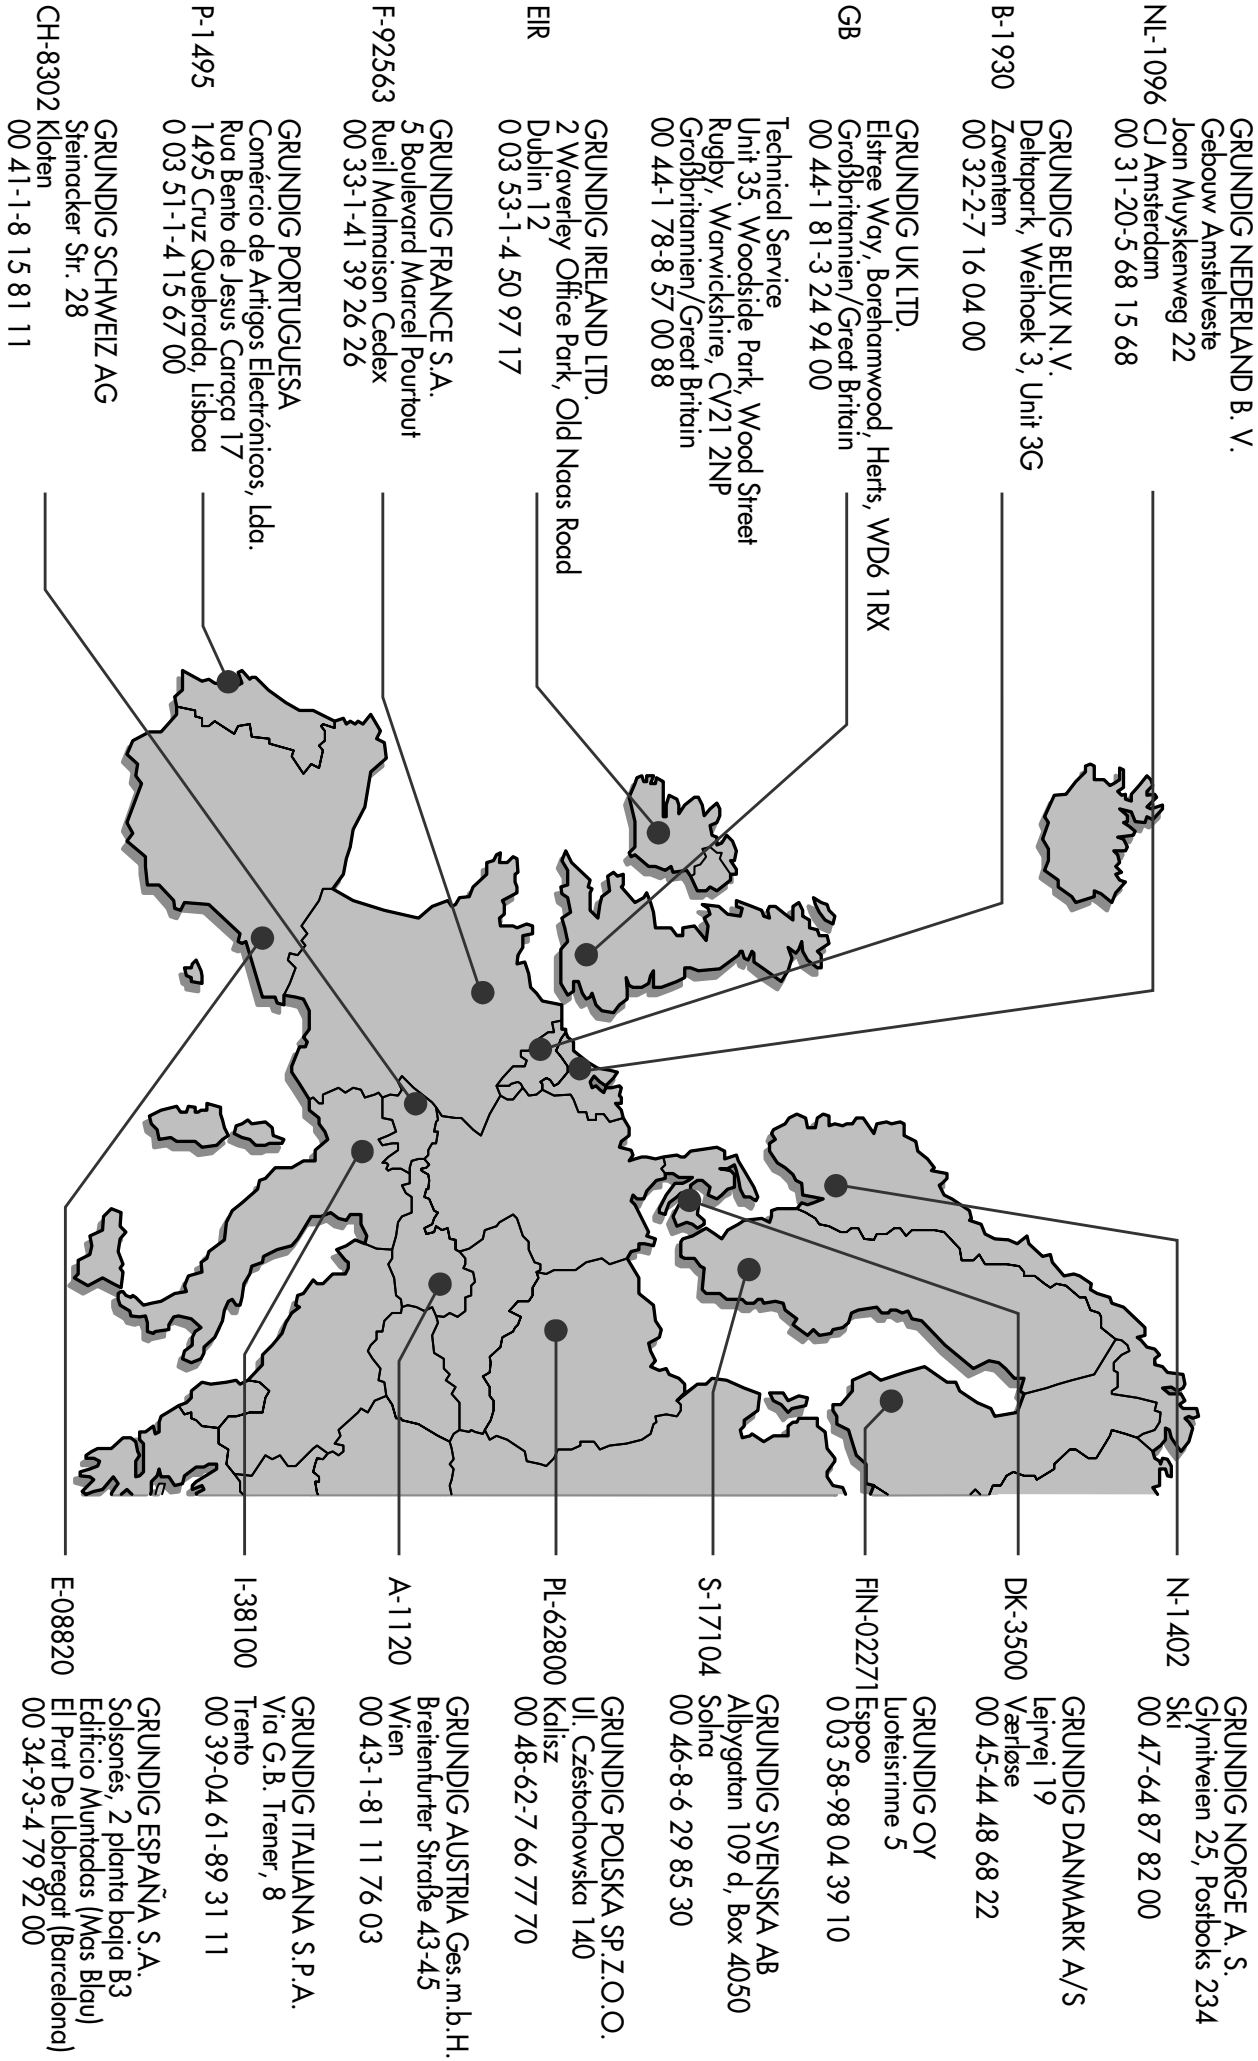 NL-1096
GRUNDIG NEDERLAND B. V.
Gebouw Amstelveste
Joan Muyskenweg 22
CJ Amsterdam
00 31-20-5 68 15 68
B-1930
GRUNDIG BELUX N.V.
Deltapark, Weihoek 3, Unit 3G
Zaventem
00 32-2-7 16 04 00
GB
GRUNDIG UK LTD.
Elstree Way, Borehamwood, Herts, WD6 1RX
Großbritannien/Great Britain
00 44-1 81-3 24 94 00
Technical Service
Unit 35. Woodside Park, Wood Street
Rugby, Warwickshire, CV21 2NP
Großbritannien/Great Britain
00 44-1 78-8 57 00 88
EIR
GRUNDIG IRELAND LTD.
2 Waverley Office Park, Old Naas Road
Dublin 12
0 03 53-1-4 50 97 17
F-92563
GRUNDIG FRANCE S.A.
5 Boulevard Marcel Pourtout
Rueil Malmaison Cedex
00 33-1-41 39 26 26
P-1495
GRUNDIG PORTUGUESA
Comércio de Artigos Electrónicos, Lda.
Rua Bento de Jesus Caraça 17
1495 Cruz Quebrada, Lisboa
0 03 51-1-4 15 67 00
CH-8302
GRUNDIG SCHWEIZ AG
Steinacker Str. 28
Kloten
00 41-1-8 15 81 11
N-1402
GRUNDIG NORGE A. S.
Glynitveien 25, Postboks 234
Ski
00 47-64 87 82 00
DK-3500
GRUNDIG DANMARK A/S
Lejrvej 19
Værløse
00 45-44 48 68 22
FIN-02271
GRUNDIG OY
Luoteisrinne 5
Espoo
0 03 58-98 04 39 10
S-17104
GRUNDIG SVENSKA AB
Albygatan 109 d, Box 4050
Solna
00 46-8-6 29 85 30
PL-62800
GRUNDIG POLSKA SP.Z.O.O.
Ul. Czéstochowska 140
Kalisz
00 48-62-7 66 77 70
A-1120
GRUNDIG AUSTRIA Ges.m.b.H.
Breitenfurter Straße 43-45
Wien
00 43-1-81 11 76 03
I-38100
GRUNDIG ITALIANA S.P.A.
Via G.B. Trener, 8
Trento
00 39-04 61-89 31 11
E-08820
GRUNDIG ESPAÑA S.A.
Solsonés, 2 planta baja B3
Edificio Muntadas (Mas Blau)
El Prat De Llobregat (Barcelona)
00 34-93-4 79 92 00